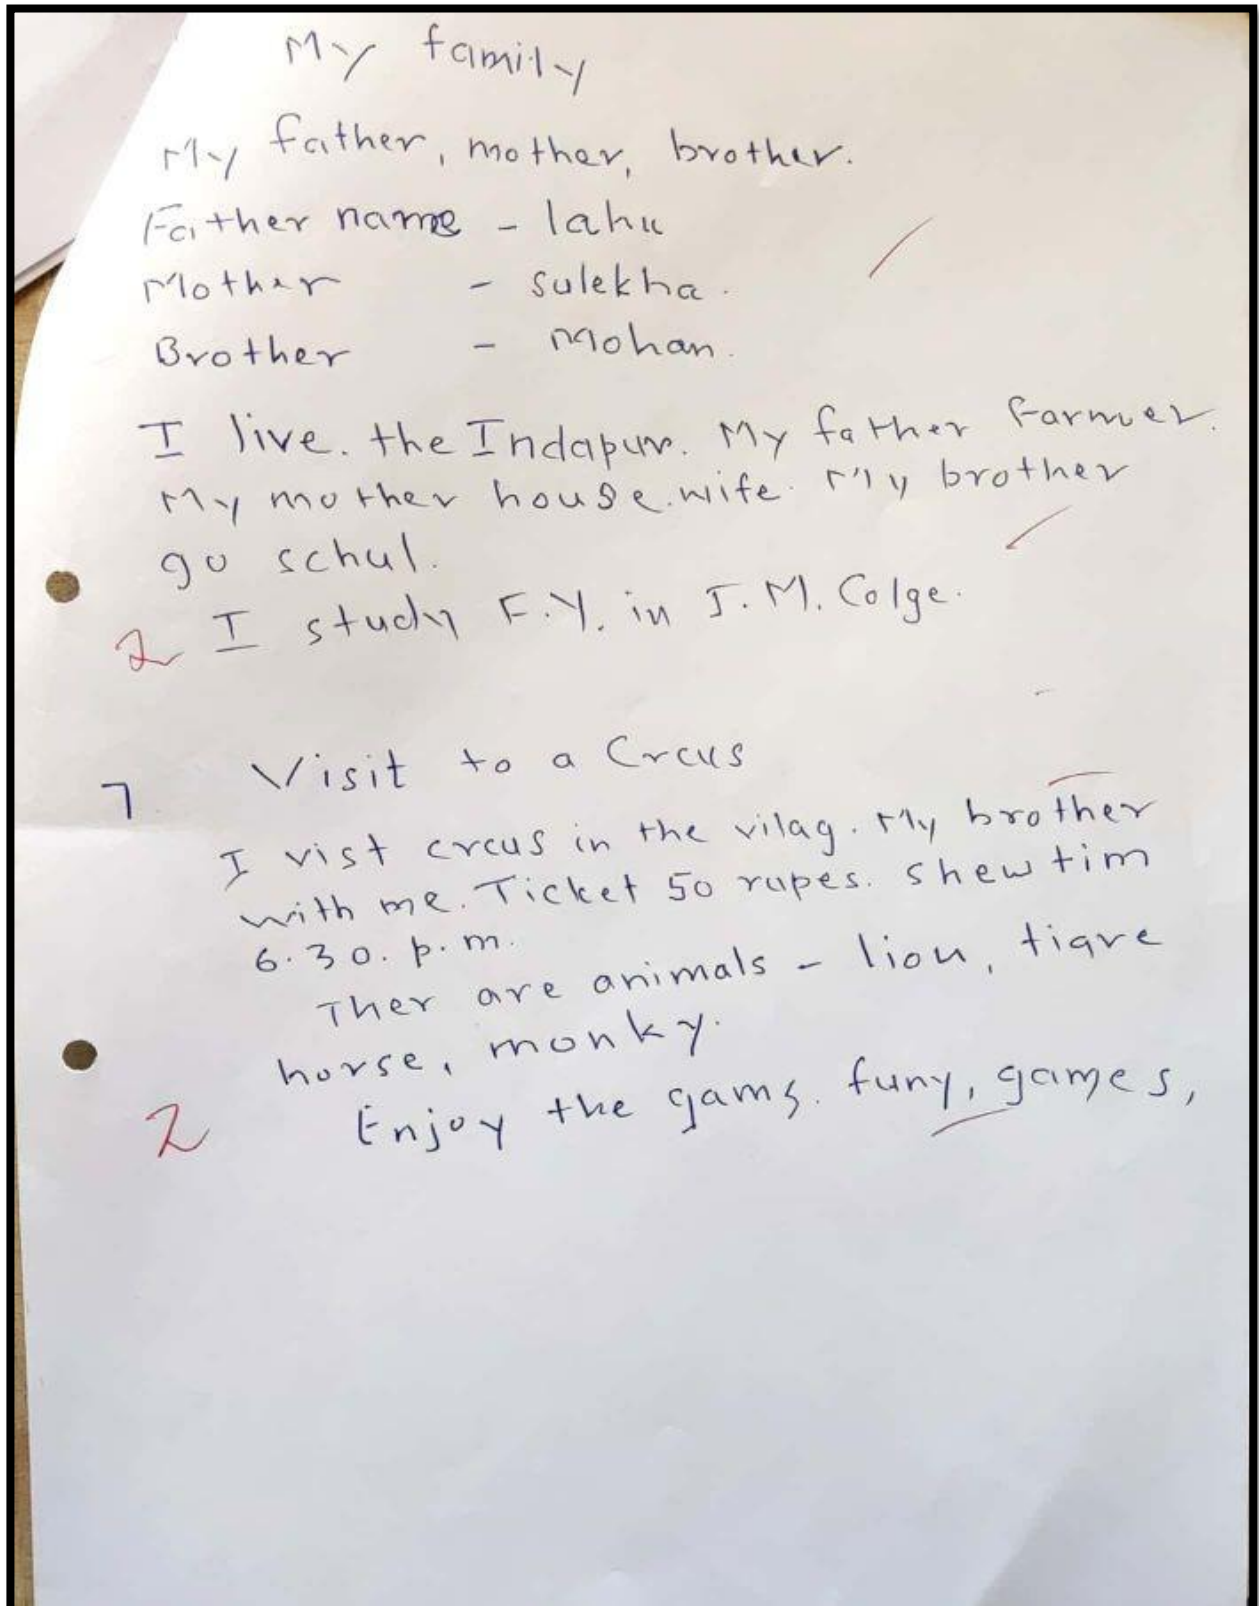 My family
My father, mother, brother.
Father name - lahu
Mother - sulekha.
Brother - Mohan.
I live. the Indapur. My father Farmer.
My mother house.wife. My brother
go schul.
2 I study F.Y. in J.M. Colge.
Visit to a Crcus
7
I vist crcus in the vilag. My brother
with me. Ticket 50 rupes. shew tim
6.30. p.m.
Ther are animals - lion, tigre
horse, monky.
2 Enjoy the gams. funy, games,